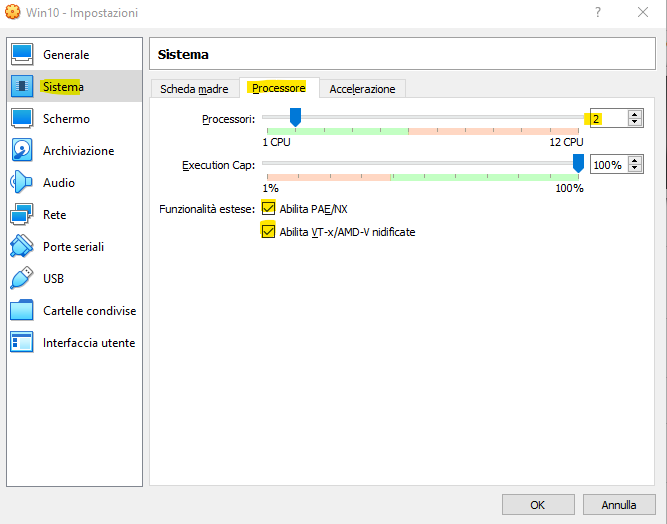 Win10 - Impostazioni
?
Generale
Sistema
Schermo
Archiviazione
Audio
Rete
Porte seriali
USB
Cartelle condivise
Interfaccia utente
Sistema
Scheda madre Processore Accelerazione
Processori: 2
1 CPU 12 CPU
Execution Cap: 100%
1% 100%
Funzionalità estese: Abilita PAE/NX
Abilita VT-x/AMD-V nidificate
OK Annulla